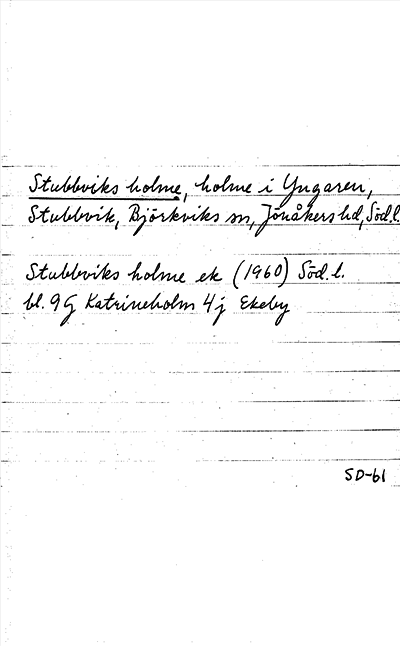 Stubbviks holme, holme i Yngaren,
Stubbvik, Björkviks sn, Jönåkers hd, Söd.l.
Stubbviks holme ek (1960) Söd. l.
bl. 9G Katrineholm 4j Ekeby
SD-61